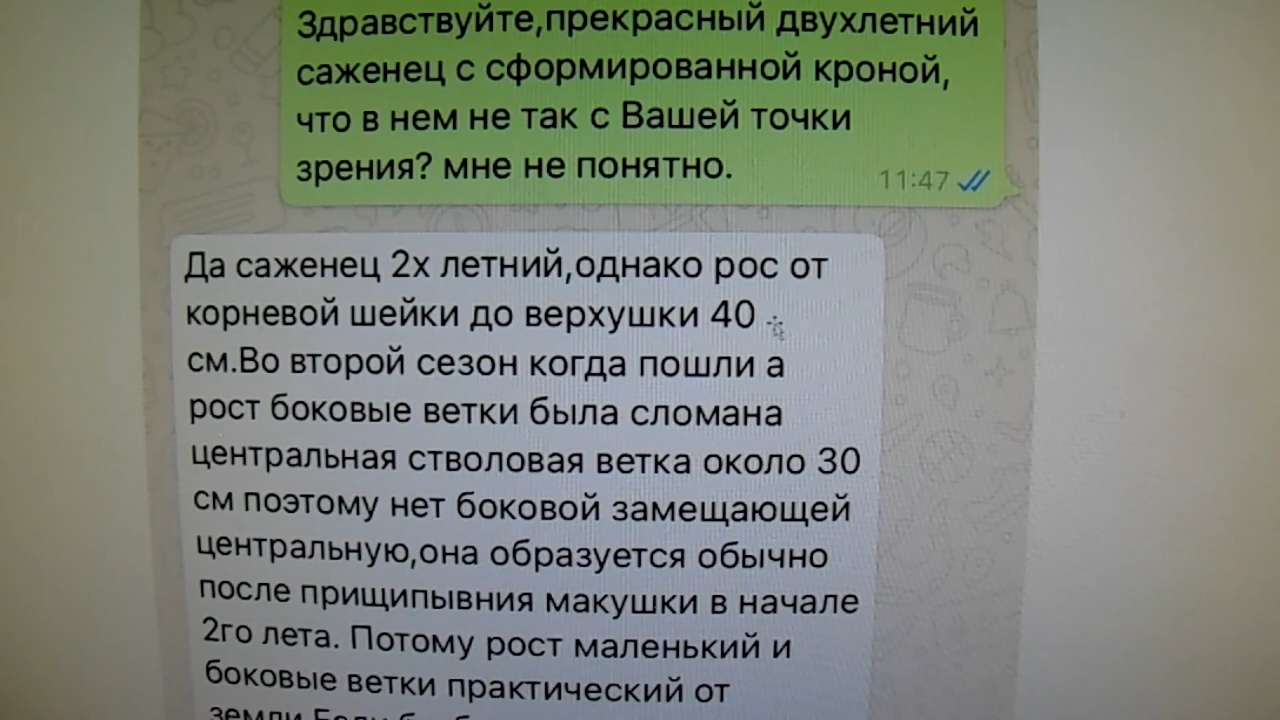 Здравствуйте,прекрасный двухлетний
саженец с сформированной кроной,
что в нем не так с Вашей точки
зрения? мне не понятно.
11:47
Да саженец 2х летний,однако рос от
корневой шейки до верхушки 40
см.Во второй сезон когда пошли а
рост боковые ветки была сломана
центральная стволовая ветка около 30
см поэтому нет боковой замещающей
центральную,она образуется обычно
после прищипывния макушки в начале
2го лета. Потому рост маленький и
боковые ветки практический от